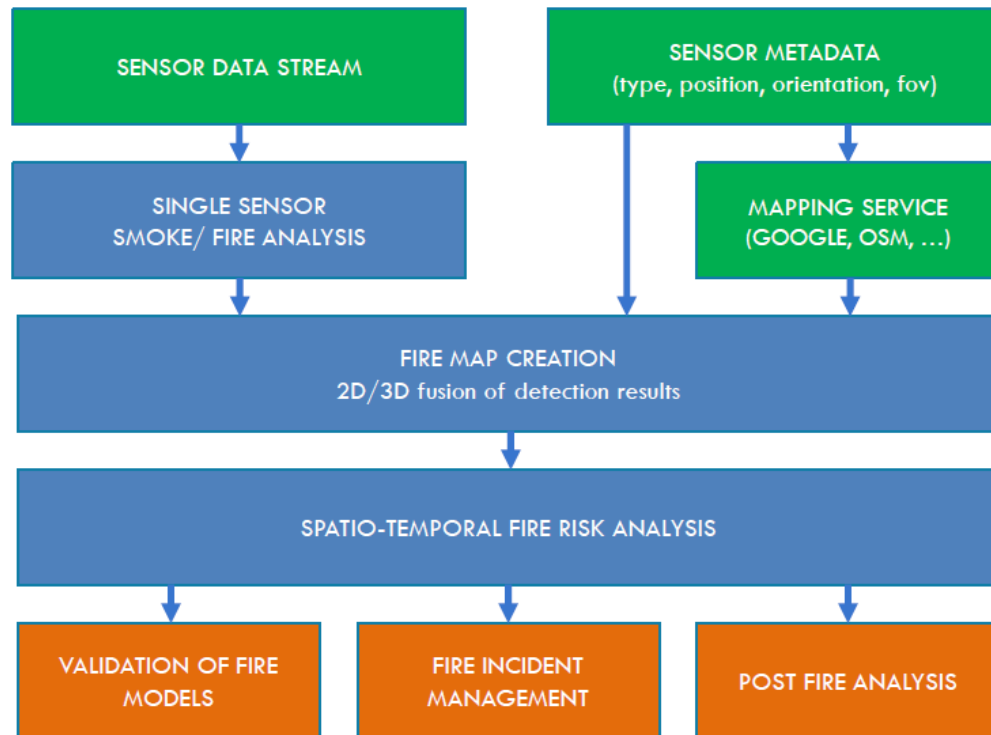 SENSOR DATA STREAM
SENSOR METADATA
(type, position, orientation, fov)
SINGLE SENSOR
SMOKE/ FIRE ANALYSIS
MAPPING SERVICE
(GOOGLE, OSM, ...)
FIRE MAP CREATION
2D/3D fusion of detection results
SPATIO-TEMPORAL FIRE RISK ANALYSIS
VALIDATION OF FIRE
MODELS
FIRE INCIDENT
MANAGEMENT
POST FIRE ANALYSIS